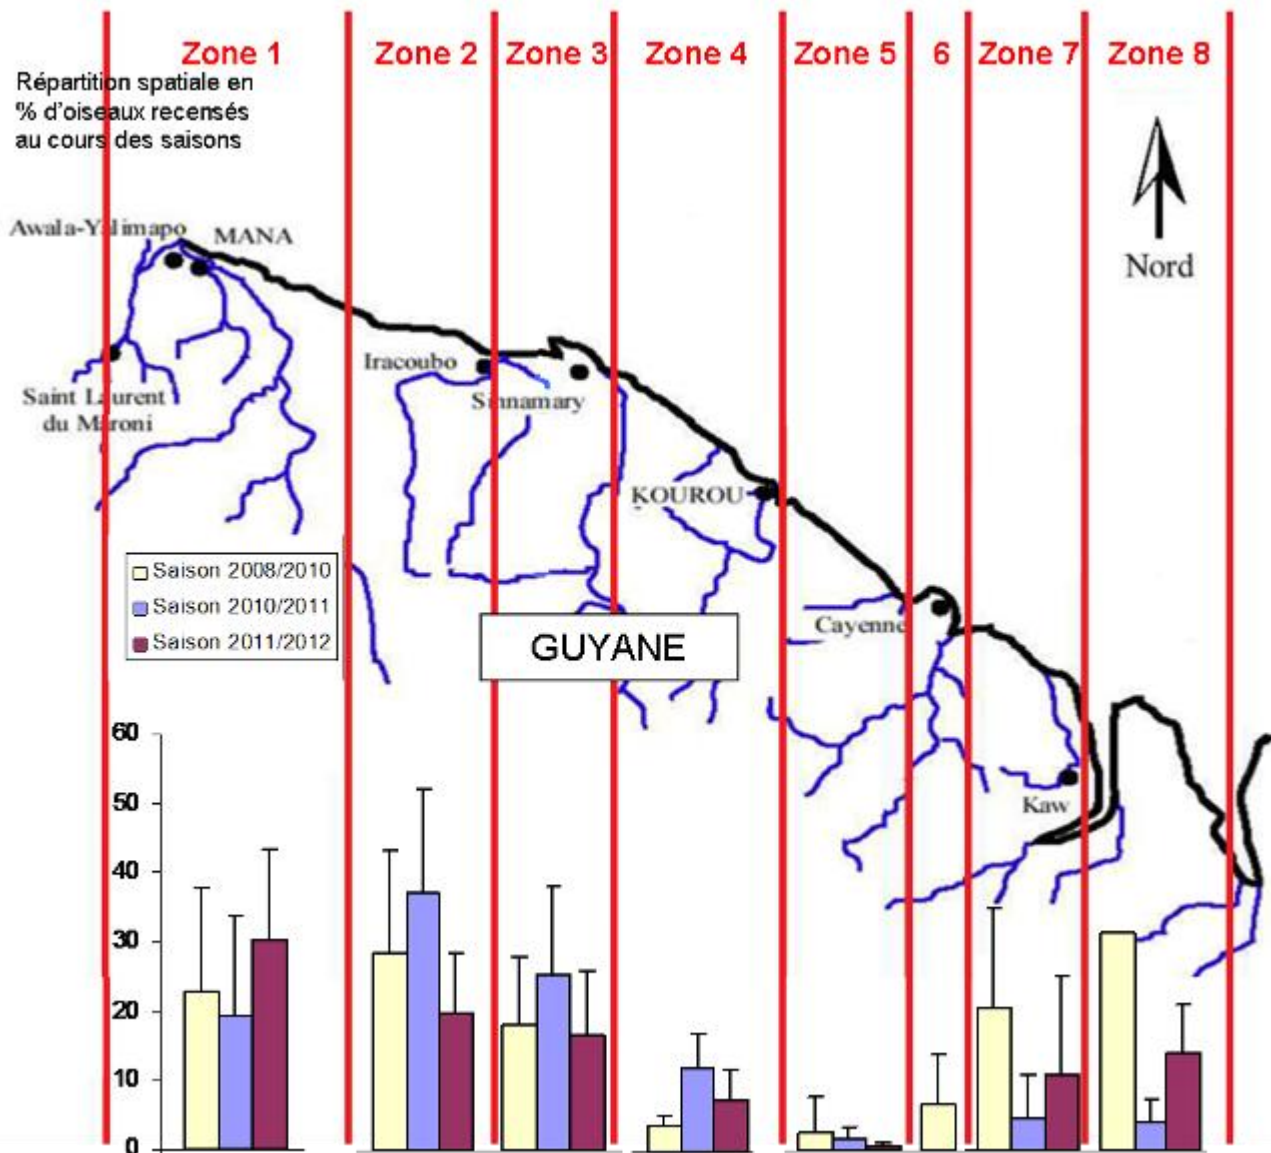 Zone 1
Zone 2
Zone 3
Zone 4
Zone 5
6
Zone 7
Zone 8
Répartition spatiale en
% d'oiseaux recensés
au cours des saisons
Awala-Yalimapo
MANA
Nord
Iracoubo
Sinnamary
Saint Laurent
du Maroni
KOUROU
Saison 2008/2010
Saison 2010/2011
Saison 2011/2012
GUYANE
Cayenne
Kaw
60
50
40
30
20
10
0